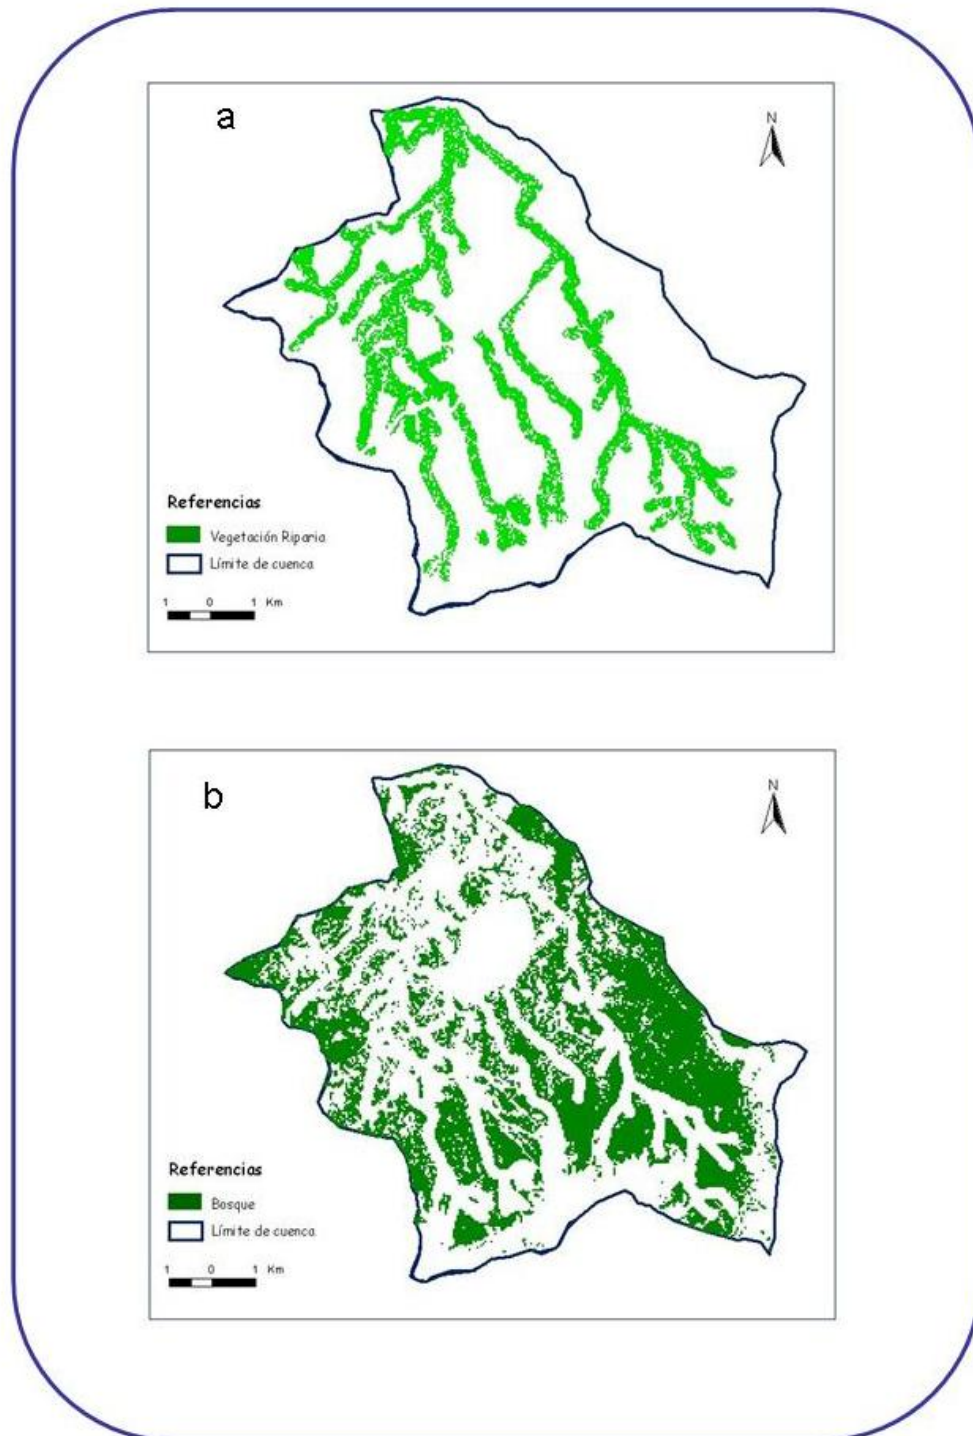 a
N
Referencias
Vegetación Riparia
Límite de cuenca
1 0 1 Km
b
N
Referencias
Bosque
Límite de cuenca
1 0 1 Km